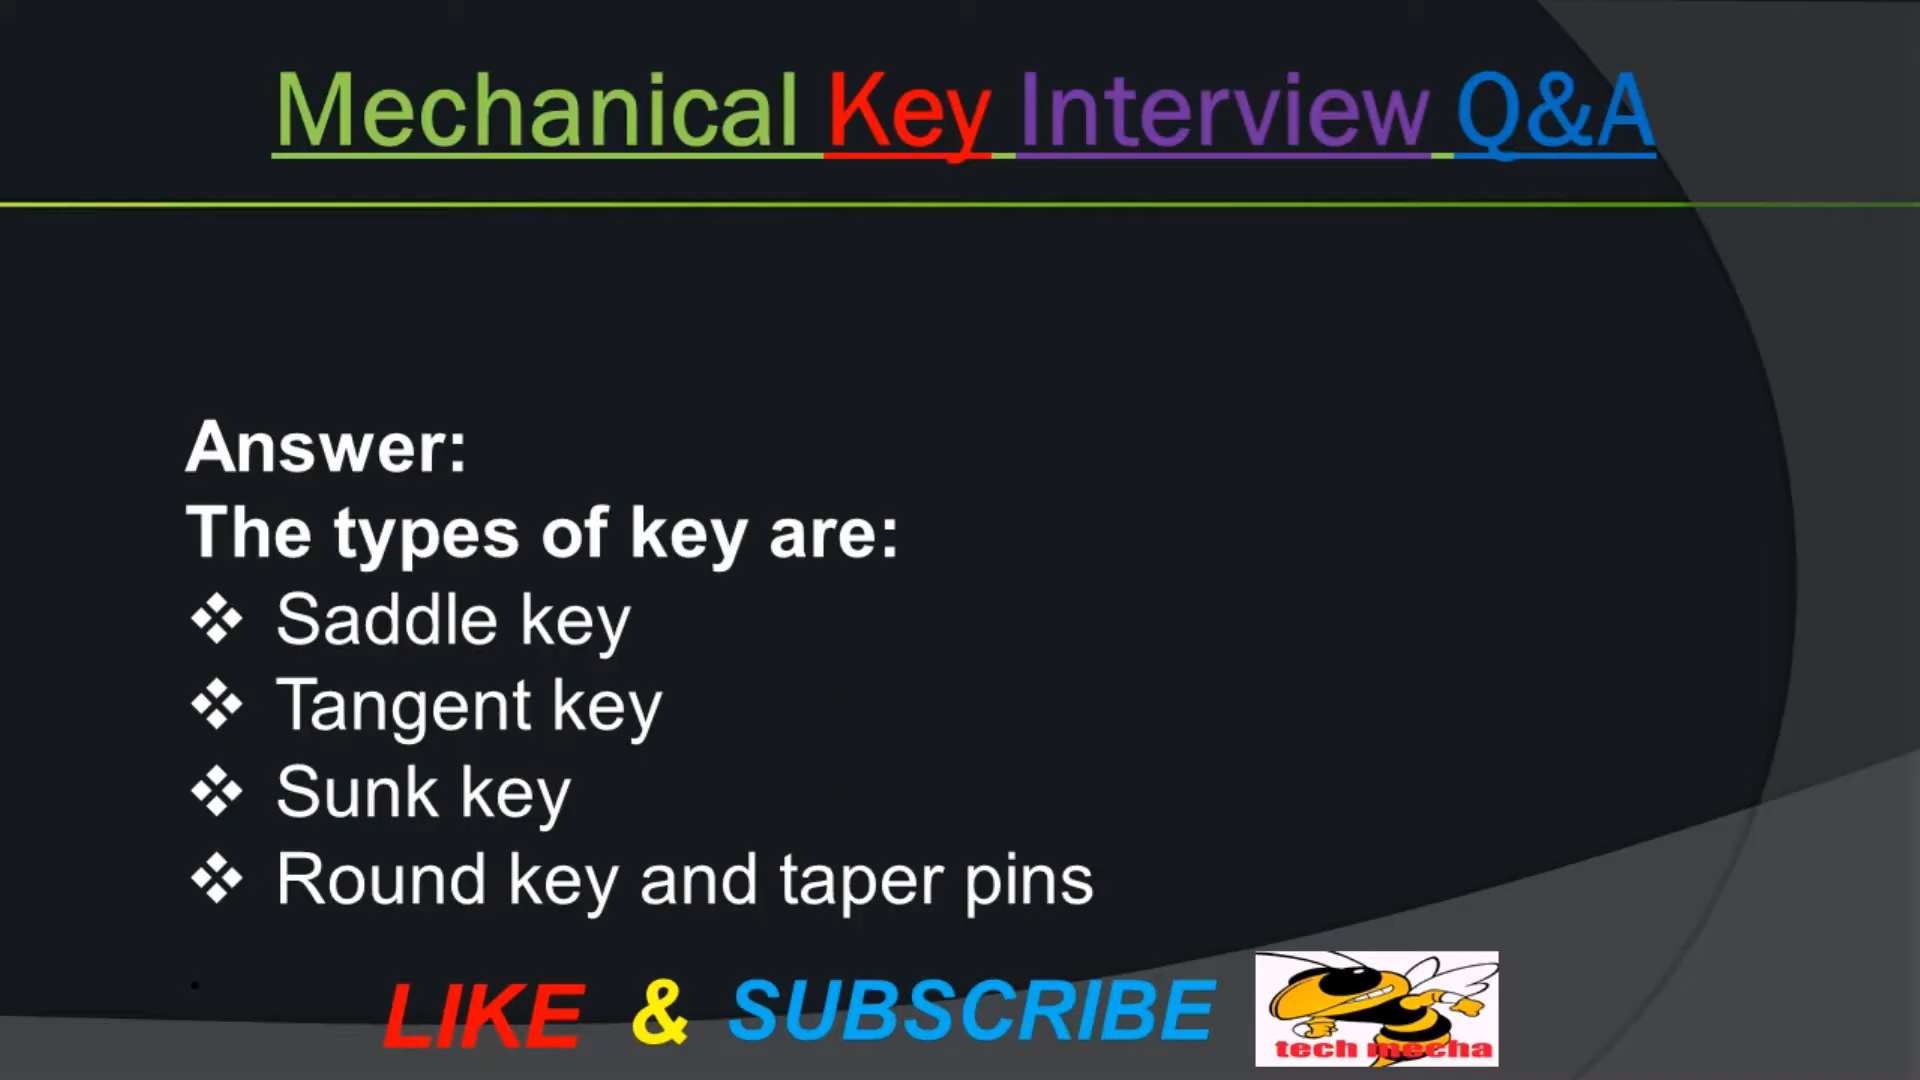 Mechanical Key Interview Q&A
Answer:
The types of key are:
❖ Saddle key
❖ Tangent key
❖ Sunk key
❖ Round key and taper pins
LIKE & SUBSCRIBE
tech mecha